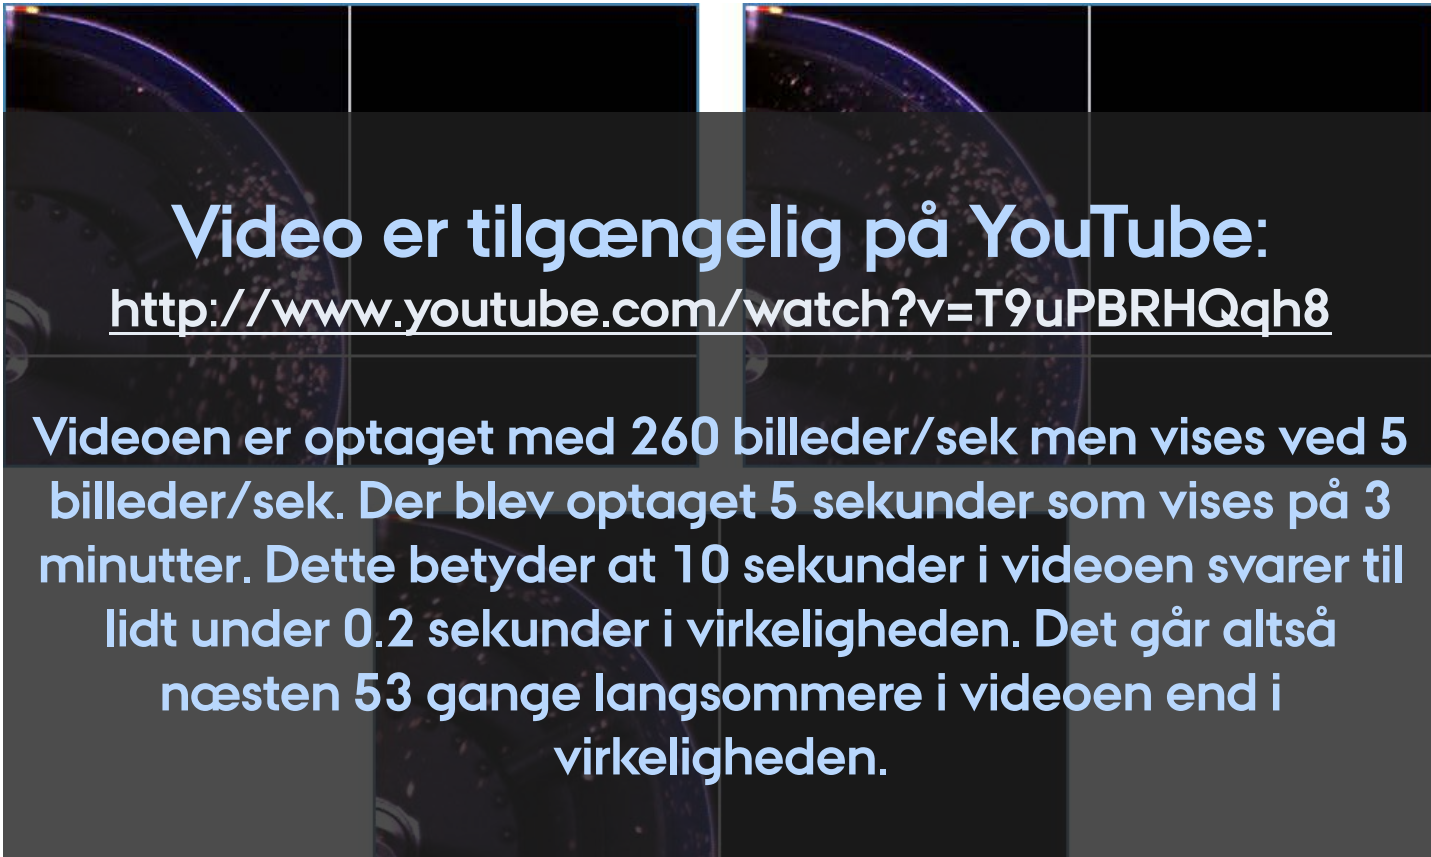 Video er tilgængelig på YouTube:
http://www.youtube.com/watch?v=T9uPBRHQqh8
Videoen er optaget med 260 billeder/sek men vises ved 5
billeder/sek. Der blev optaget 5 sekunder som vises på 3
minutter. Dette betyder at 10 sekunder i videoen svarer til
lidt under 0.2 sekunder i virkeligheden. Det går altså
næsten 53 gange langsommere i videoen end i
virkeligheden.